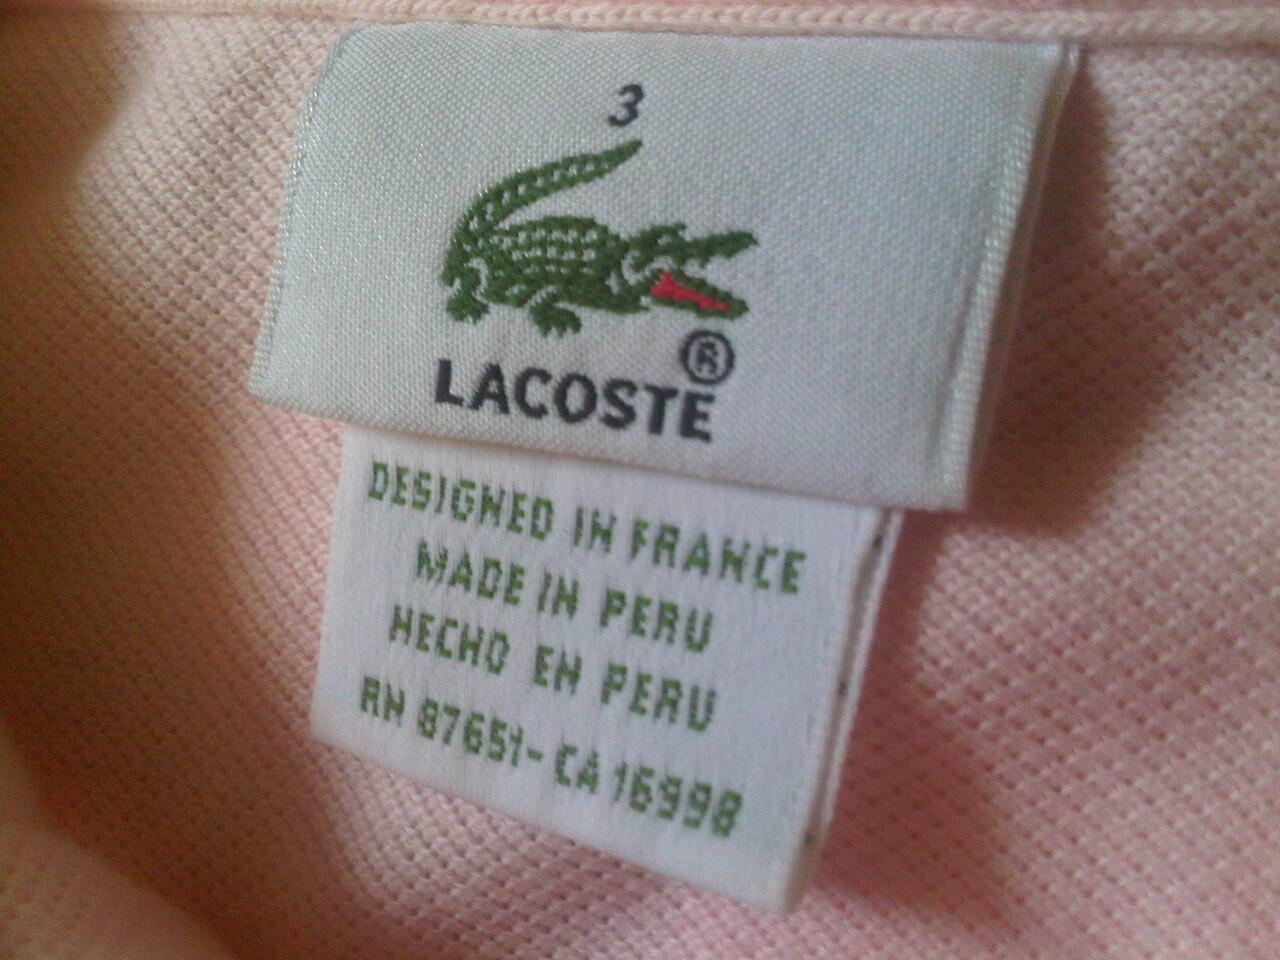 3
LACOSTE®
DESIGNED IN FRANCE
MADE IN PERU
HECHO EN PERU
RN 87651-CA 16998